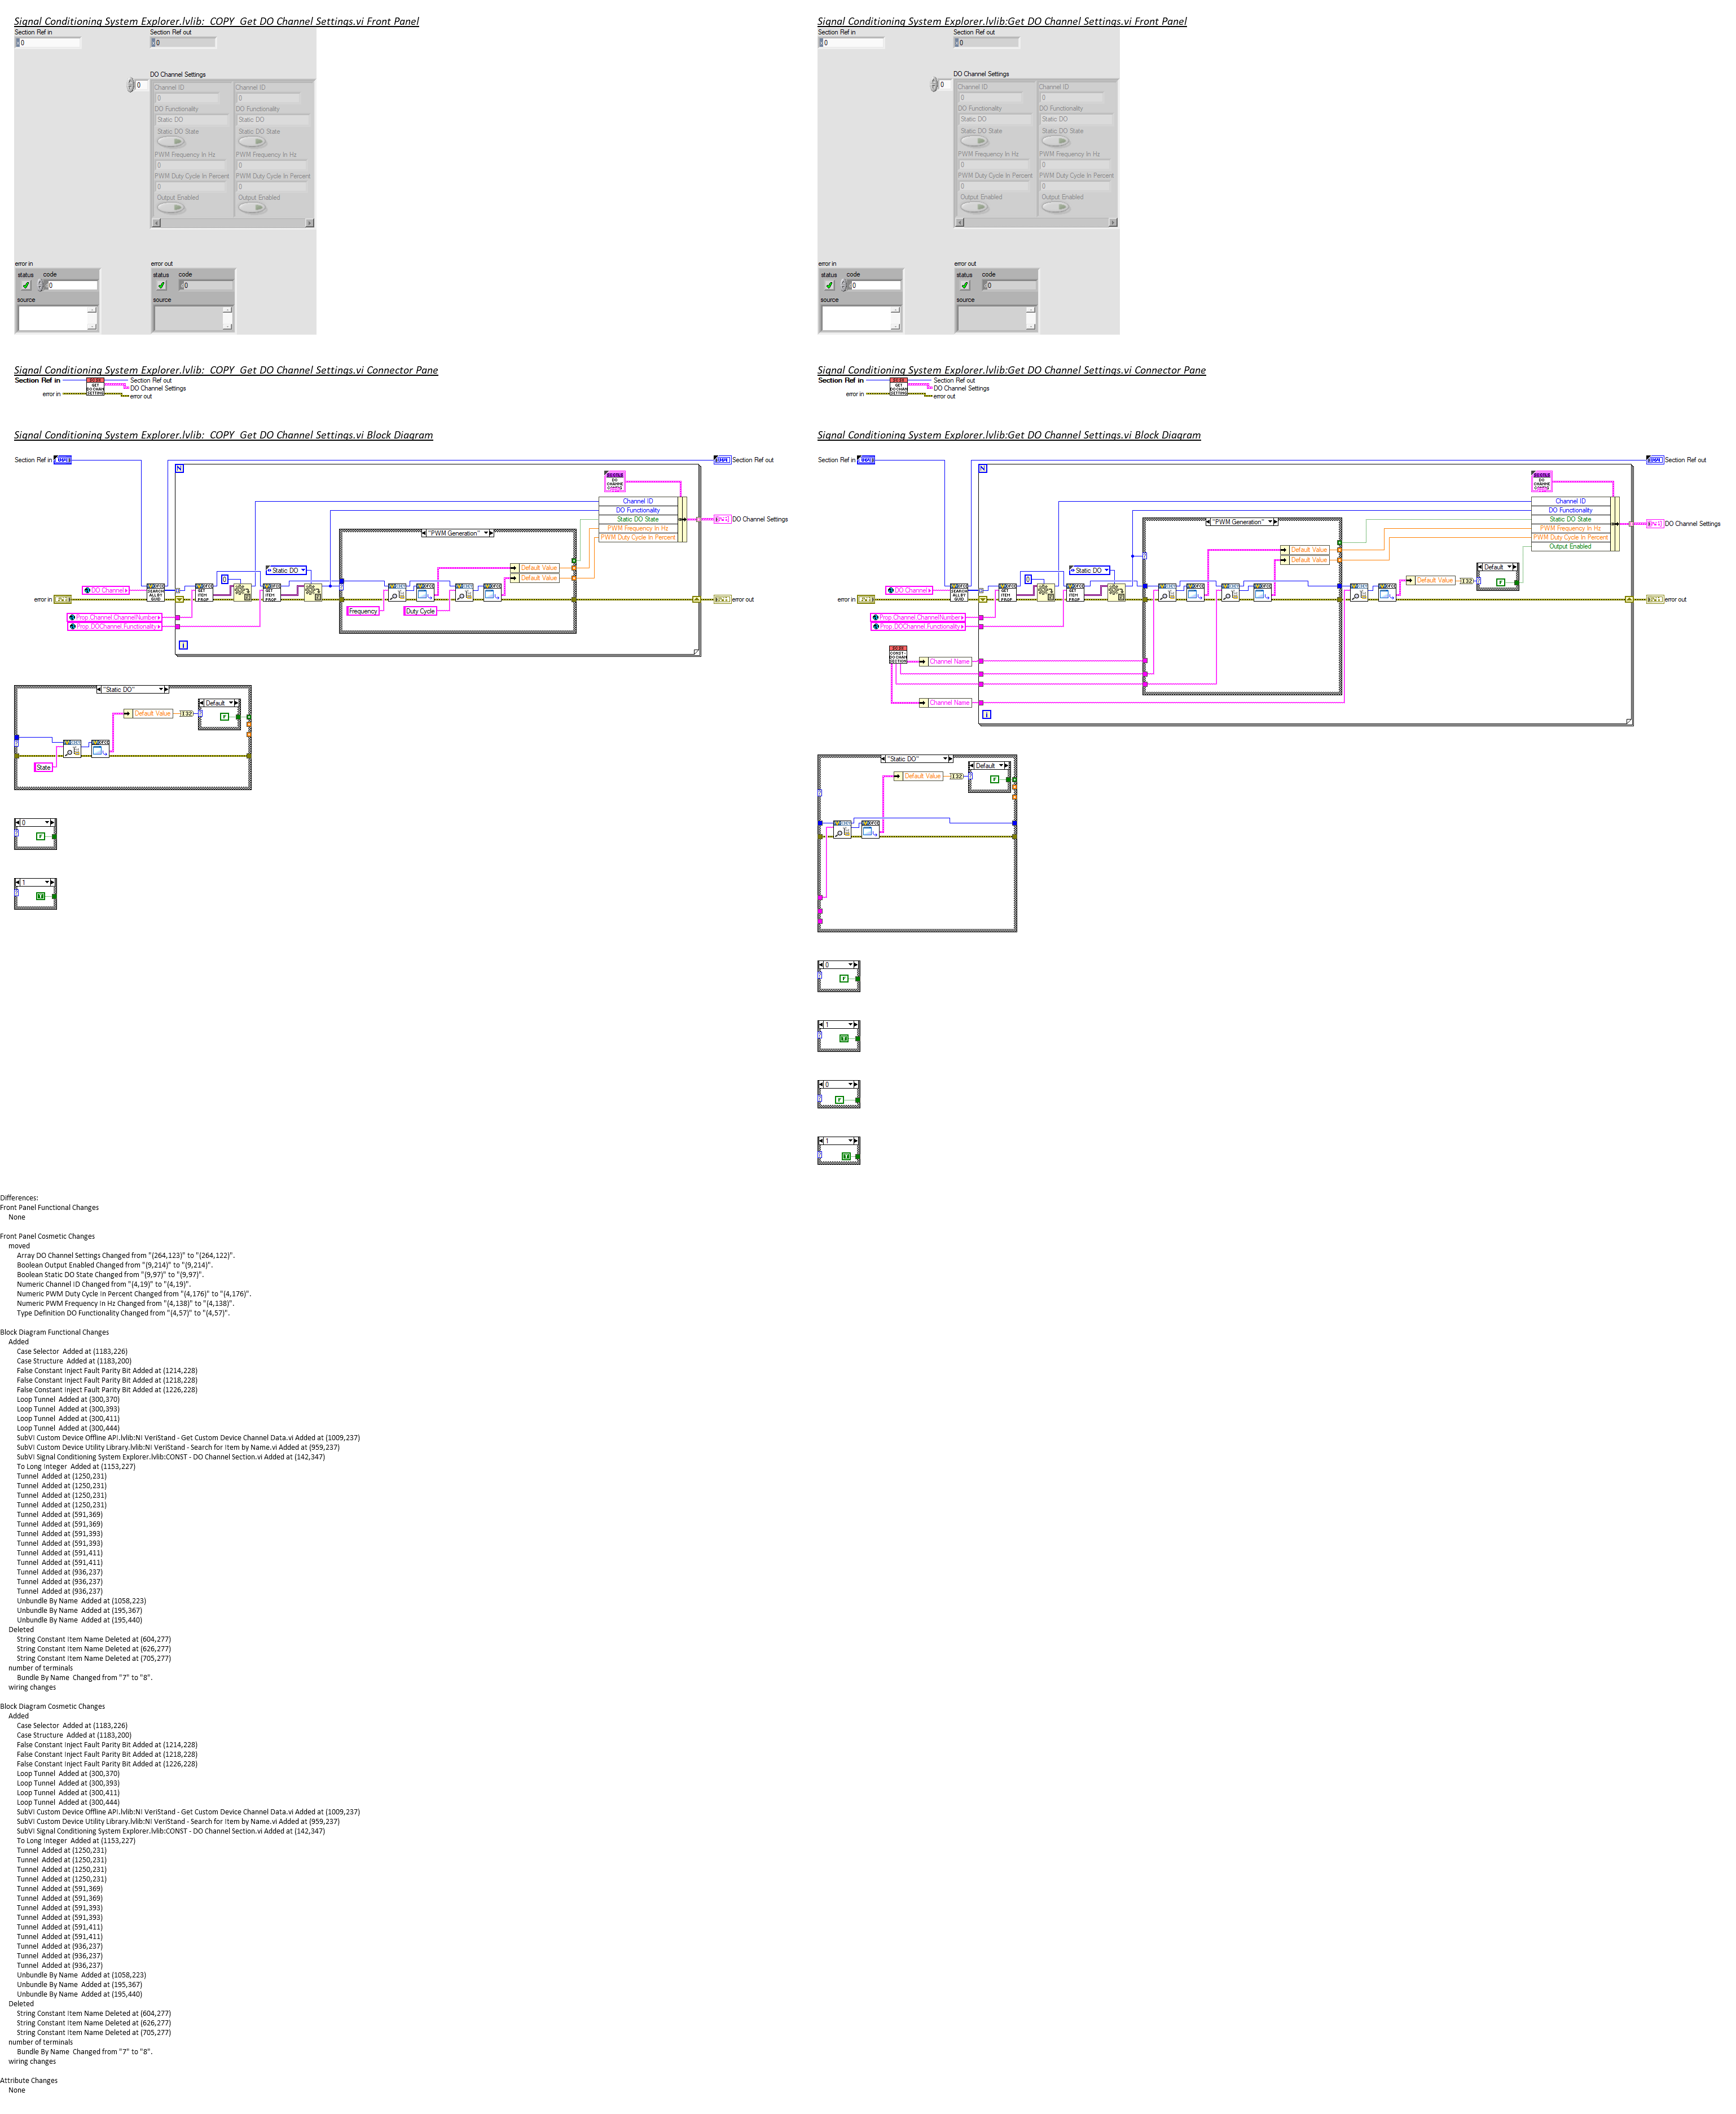 Signal Conditioning System Explorer.lvlib:_COPY_Get DO Channel Settings.vi Front Panel
Section Ref in
Section Ref out
0
0
DO Channel Settings
0
Channel ID
Channel ID
0
0
DO Functionality
DO Functionality
Static DO
Static DO
Static DO State
Static DO State
PWM Frequency In Hz
PWM Frequency In Hz
0
0
PWM Duty Cycle In Percent
PWM Duty Cycle In Percent
0
0
Output Enabled
Output Enabled
error in
error out
status
code
status
code
0
0
source
source
Signal Conditioning System Explorer.lvlib:Get DO Channel Settings.vi Front Panel
Section Ref in
Section Ref out
0
0
DO Channel Settings
0
Channel ID
Channel ID
0
0
DO Functionality
DO Functionality
Static DO
Static DO
Static DO State
Static DO State
PWM Frequency In Hz
PWM Frequency In Hz
0
0
PWM Duty Cycle In Percent
PWM Duty Cycle In Percent
0
0
Output Enabled
Output Enabled
error in
error out
status
code
status
code
0
0
source
source
Signal Conditioning System Explorer.lvlib:_COPY_Get DO Channel Settings.vi Connector Pane
Section Ref in
Section Ref out
DO Channel Settings
error in
error out
Signal Conditioning System Explorer.lvlib:Get DO Channel Settings.vi Connector Pane
Section Ref in
Section Ref out
DO Channel Settings
error in
error out
Signal Conditioning System Explorer.lvlib:_COPY_Get DO Channel Settings.vi Block Diagram
Section Ref in
N
Section Ref out
Channel ID
DO Functionality
Static DO State
PWM Frequency In Hz
PWM Duty Cycle In Percent
DO Channel Settings
"PWM Generation"
Default Value
Default Value
Static DO
0
DO Channel
error in
error out
Frequency
Duty Cycle
Prop Channel ChannelNumber
Prop DOChannel Functionality
i
"Static DO"
Default
Default Value
I32
F
State
0
F
1
Signal Conditioning System Explorer.lvlib:Get DO Channel Settings.vi Block Diagram
Section Ref in
N
Section Ref out
Channel ID
DO Functionality
Static DO State
PWM Frequency In Hz
PWM Duty Cycle In Percent
Output Enabled
DO Channel Settings
"PWM Generation"
Default Value
Default Value
Static DO
0
Default
Default Value
I32
F
DO Channel
error in
error out
Prop Channel ChannelNumber
Prop DOChannel Functionality
Channel Name
Channel Name
i
"Static DO"
Default
Default Value
I32
F
0
F
1
0
F
1
Differences:
Front Panel Functional Changes
None
Front Panel Cosmetic Changes
moved
Array DO Channel Settings Changed from "(264,123)" to "(264,122)".
Boolean Output Enabled Changed from "(9,214)" to "(9,214)".
Boolean Static DO State Changed from "(9,97)" to "(9,97)".
Numeric Channel ID Changed from "(4,19)" to "(4,19)".
Numeric PWM Duty Cycle In Percent Changed from "(4,176)" to "(4,176)".
Numeric PWM Frequency In Hz Changed from "(4,138)" to "(4,138)".
Type Definition DO Functionality Changed from "(4,57)" to "(4,57)".
Block Diagram Functional Changes
Added
Case Selector  Added at (1183,226)
Case Structure  Added at (1183,200)
False Constant Inject Fault Parity Bit Added at (1214,228)
False Constant Inject Fault Parity Bit Added at (1218,228)
False Constant Inject Fault Parity Bit Added at (1226,228)
Loop Tunnel  Added at (300,370)
Loop Tunnel  Added at (300,393)
Loop Tunnel  Added at (300,411)
Loop Tunnel  Added at (300,444)
SubVI Custom Device Offline API.lvlib:NI VeriStand - Get Custom Device Channel Data.vi Added at (1009,237)
SubVI Custom Device Utility Library.lvlib:NI VeriStand - Search for Item by Name.vi Added at (959,237)
SubVI Signal Conditioning System Explorer.lvlib:CONST - DO Channel Section.vi Added at (142,347)
To Long Integer  Added at (1153,227)
Tunnel  Added at (1250,231)
Tunnel  Added at (1250,231)
Tunnel  Added at (1250,231)
Tunnel  Added at (1250,231)
Tunnel  Added at (591,369)
Tunnel  Added at (591,369)
Tunnel  Added at (591,393)
Tunnel  Added at (591,393)
Tunnel  Added at (591,411)
Tunnel  Added at (591,411)
Tunnel  Added at (936,237)
Tunnel  Added at (936,237)
Tunnel  Added at (936,237)
Unbundle By Name  Added at (1058,223)
Unbundle By Name  Added at (195,367)
Unbundle By Name  Added at (195,440)
Deleted
String Constant Item Name Deleted at (604,277)
String Constant Item Name Deleted at (626,277)
String Constant Item Name Deleted at (705,277)
number of terminals
Bundle By Name  Changed from "7" to "8".
wiring changes
Block Diagram Cosmetic Changes
Added
Case Selector  Added at (1183,226)
Case Structure  Added at (1183,200)
False Constant Inject Fault Parity Bit Added at (1214,228)
False Constant Inject Fault Parity Bit Added at (1218,228)
False Constant Inject Fault Parity Bit Added at (1226,228)
Loop Tunnel  Added at (300,370)
Loop Tunnel  Added at (300,393)
Loop Tunnel  Added at (300,411)
Loop Tunnel  Added at (300,444)
SubVI Custom Device Offline API.lvlib:NI VeriStand - Get Custom Device Channel Data.vi Added at (1009,237)
SubVI Custom Device Utility Library.lvlib:NI VeriStand - Search for Item by Name.vi Added at (959,237)
SubVI Signal Conditioning System Explorer.lvlib:CONST - DO Channel Section.vi Added at (142,347)
To Long Integer  Added at (1153,227)
Tunnel  Added at (1250,231)
Tunnel  Added at (1250,231)
Tunnel  Added at (1250,231)
Tunnel  Added at (1250,231)
Tunnel  Added at (591,369)
Tunnel  Added at (591,369)
Tunnel  Added at (591,393)
Tunnel  Added at (591,393)
Tunnel  Added at (591,411)
Tunnel  Added at (591,411)
Tunnel  Added at (936,237)
Tunnel  Added at (936,237)
Tunnel  Added at (936,237)
Unbundle By Name  Added at (1058,223)
Unbundle By Name  Added at (195,367)
Unbundle By Name  Added at (195,440)
Deleted
String Constant Item Name Deleted at (604,277)
String Constant Item Name Deleted at (626,277)
String Constant Item Name Deleted at (705,277)
number of terminals
Bundle By Name  Changed from "7" to "8".
wiring changes
Attribute Changes
None